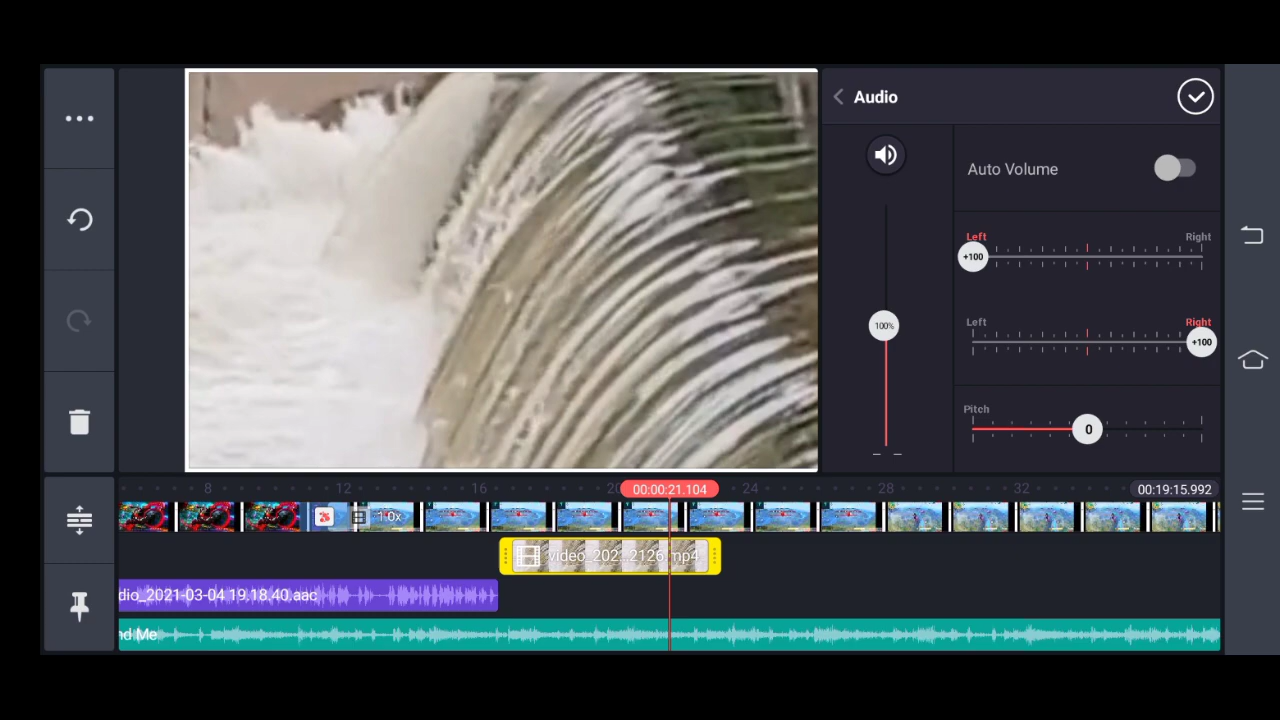 Audio
Auto Volume
Left Right
+100
100%
Left Right
+100
Pitch
0
8 12 16 20 00:00:21.104 24 28 32 00:19:15.992
1.0x
video_202…2126.mp4
dio_2021-03-04 19.18.40.aac
nd Me